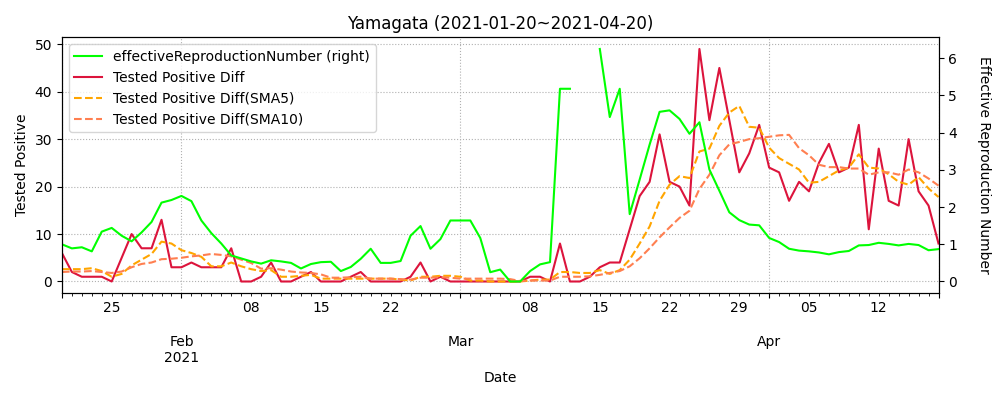 Yamagata (2021-01-20~2021-04-20)
effectiveReproductionNumber (right)
Tested Positive Diff
Tested Positive Diff(SMA5)
Tested Positive Diff(SMA10)
Tested Positive
50
40
30
20
10
0
6
5
4
3
2
1
0
Effective Reproduction Number
25 08 15 22 08 15 22 29 05 12
Feb Mar Apr
2021
Date